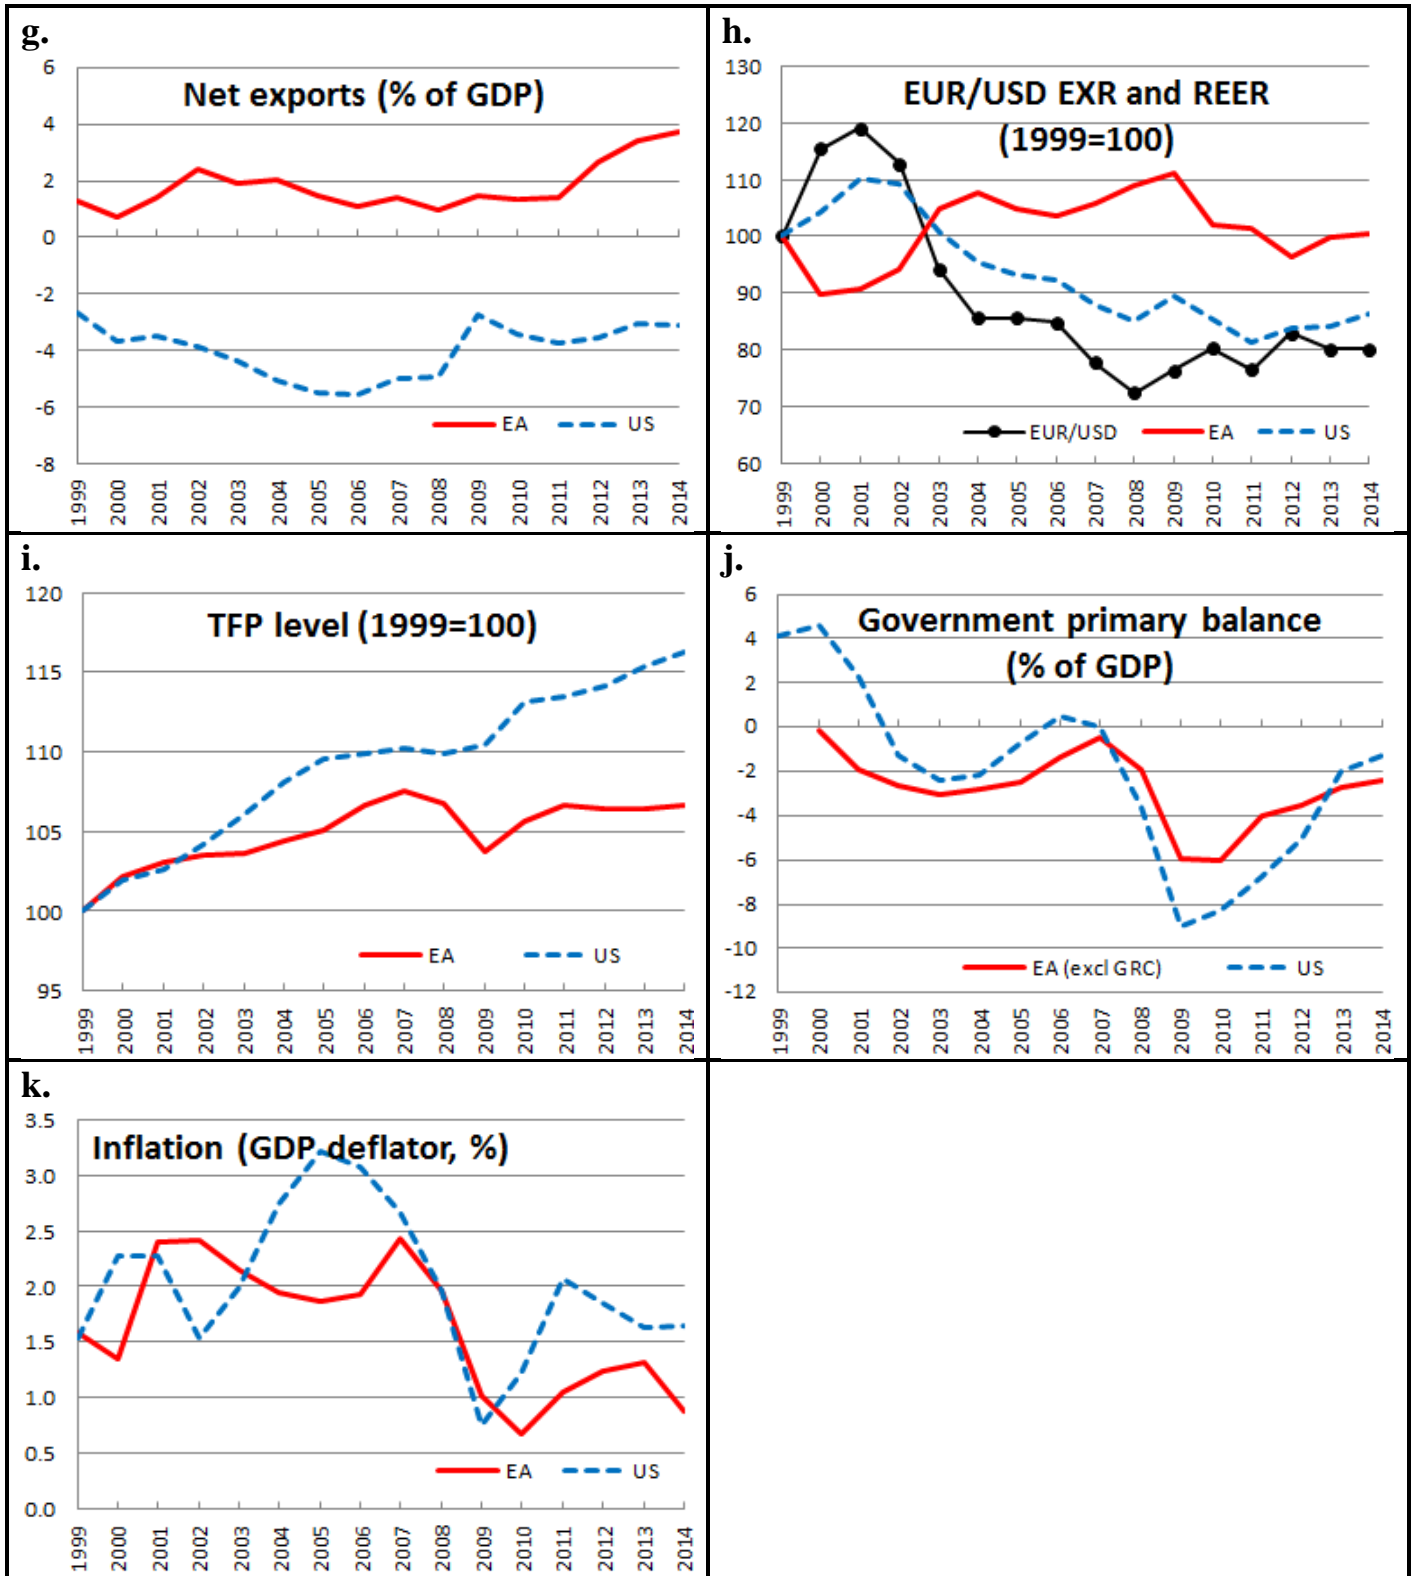 g.
Net exports (% of GDP)
6
4
2
0
-2
-4
-6
-8
EA
US
1999 2000 2001 2002 2003 2004 2005 2006 2007 2008 2009 2010 2011 2012 2013 2014
h.
EUR/USD EXR and REER
(1999=100)
130
120
110
100
90
80
70
60
EUR/USD
EA
US
1999 2000 2001 2002 2003 2004 2005 2006 2007 2008 2009 2010 2011 2012 2013 2014
i.
TFP level (1999=100)
120
115
110
105
100
95
EA
US
1999 2000 2001 2002 2003 2004 2005 2006 2007 2008 2009 2010 2011 2012 2013 2014
j.
Government primary balance
(% of GDP)
6
4
2
0
-2
-4
-6
-8
-10
-12
EA (excl GRC)
US
1999 2000 2001 2002 2003 2004 2005 2006 2007 2008 2009 2010 2011 2012 2013 2014
k.
Inflation (GDP deflator, %)
3.5
3.0
2.5
2.0
1.5
1.0
0.5
0.0
EA
US
1999 2000 2001 2002 2003 2004 2005 2006 2007 2008 2009 2010 2011 2012 2013 2014